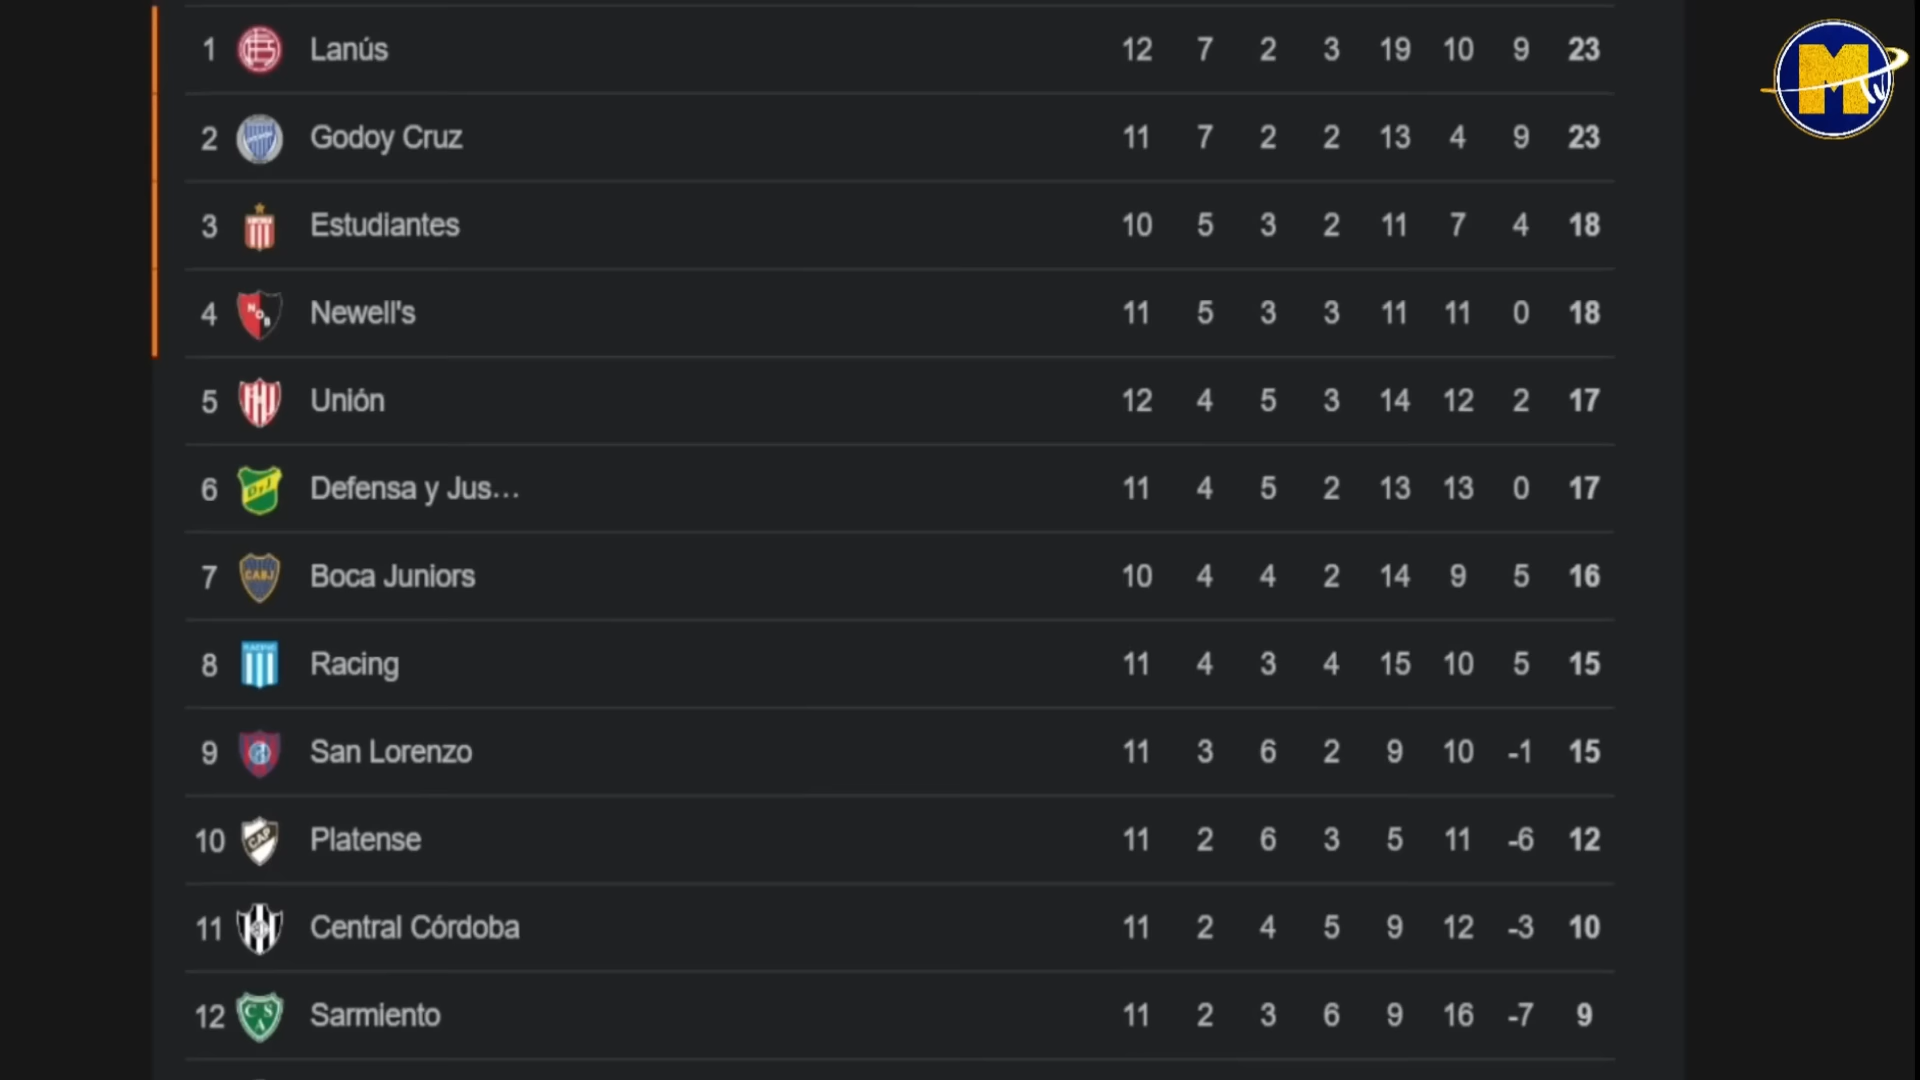 1 Lanús 12 7 2 3 19 10 9 23
2 Godoy Cruz 11 7 2 2 13 4 9 23
3 Estudiantes 10 5 3 2 11 7 4 18
4 NOB Newell's 11 5 3 3 11 11 0 18
5 Unión 12 4 5 3 14 12 2 17
6 DyJ Defensa y Jus... 11 4 5 2 13 13 0 17
7 CABJ Boca Juniors 10 4 4 2 14 9 5 16
8 RACING Racing 11 4 3 4 15 10 5 15
9 San Lorenzo 11 3 6 2 9 10 -1 15
10 CAP Platense 11 2 6 3 5 11 -6 12
11 Central Córdoba 11 2 4 5 9 12 -3 10
12 CSA Sarmiento 11 2 3 6 9 16 -7 9
M